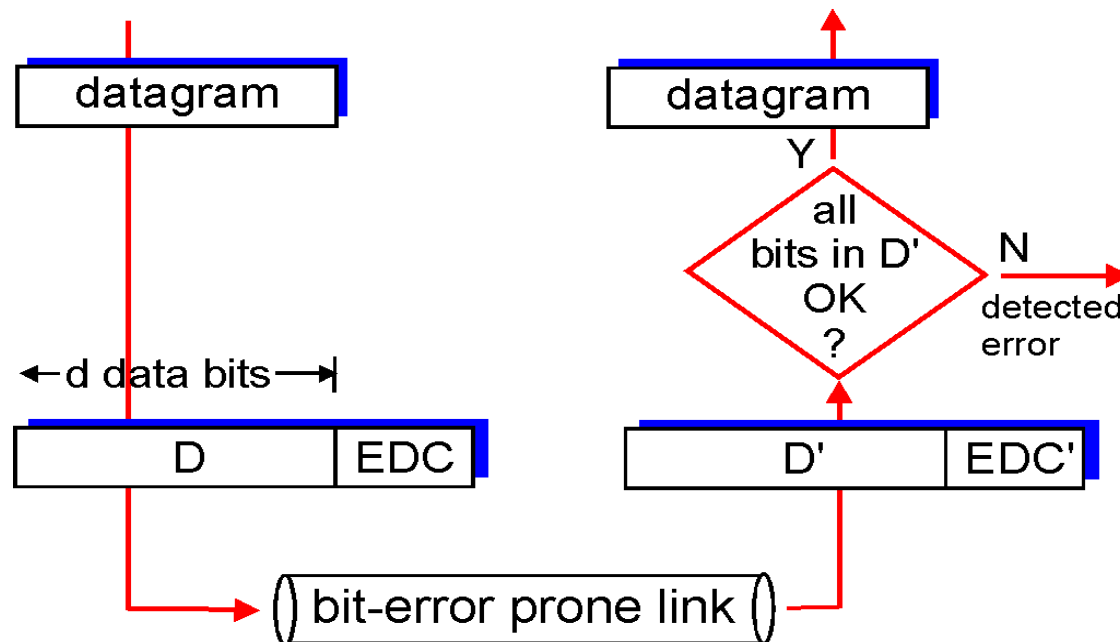 datagram
d data bits
D
EDC
bit-error prone link
datagram
Y
all
bits in D'
OK
?
N
detected
error
D'
EDC'